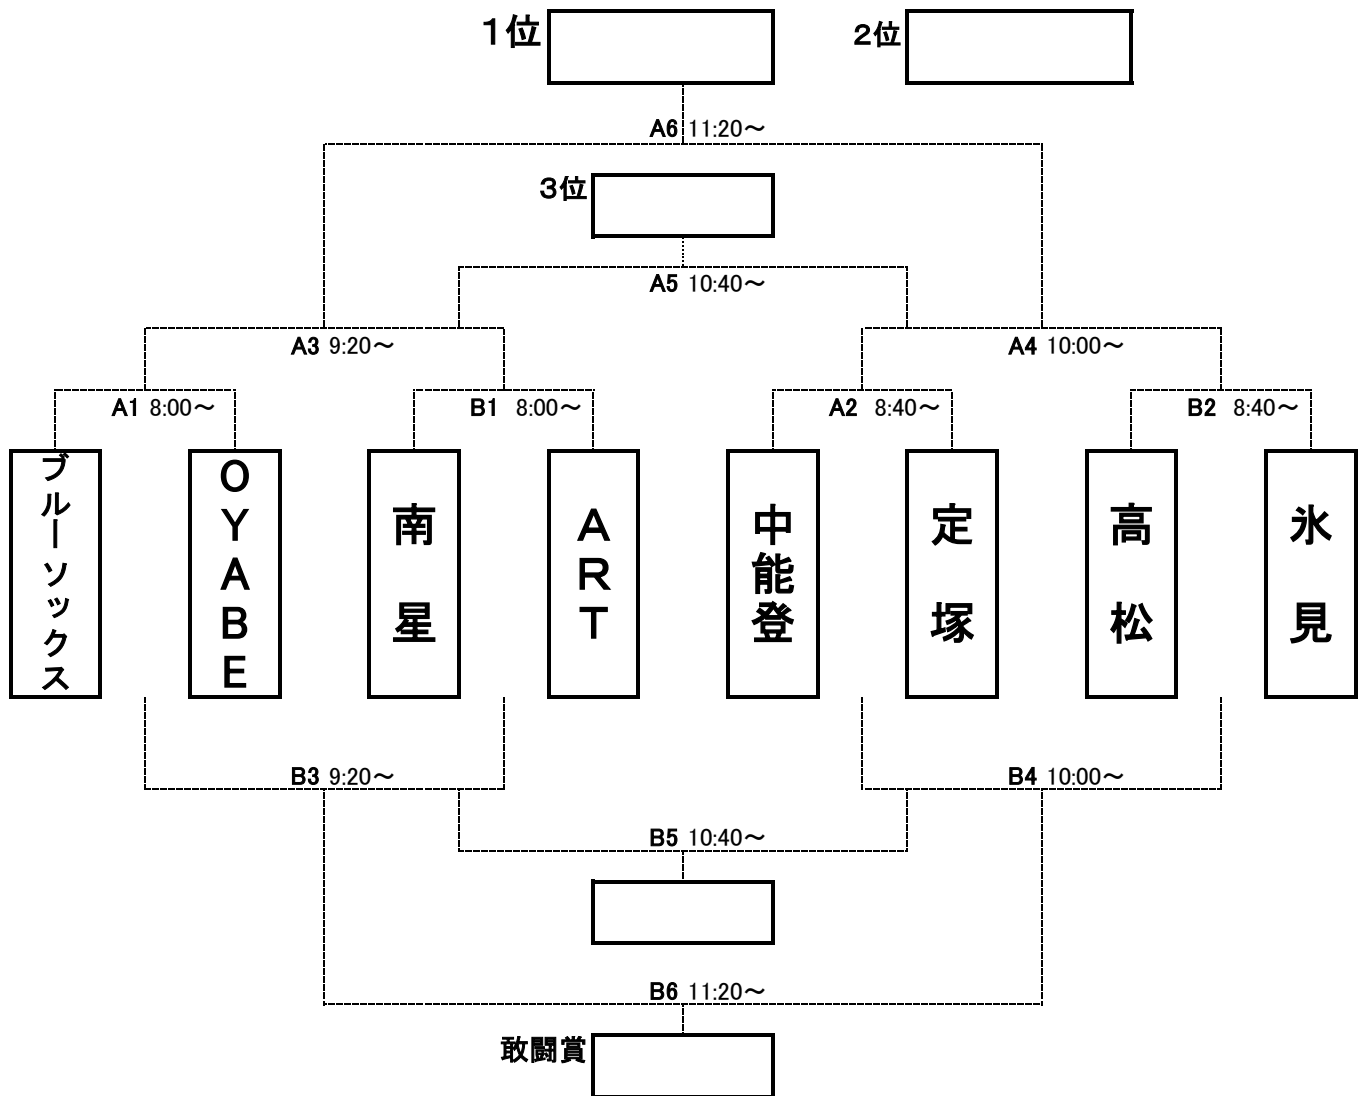 1位
2位
A6 11:20～
3位
A5 10:40～
A3 9:20～
A4 10:00～
A1 8:00～
B1 8:00～
A2 8:40～
B2 8:40～
ブルーソックス
OYABE
南星
ART
中能登
定塚
高松
氷見
B3 9:20～
B4 10:00～
B5 10:40～
B6 11:20～
敢闘賞